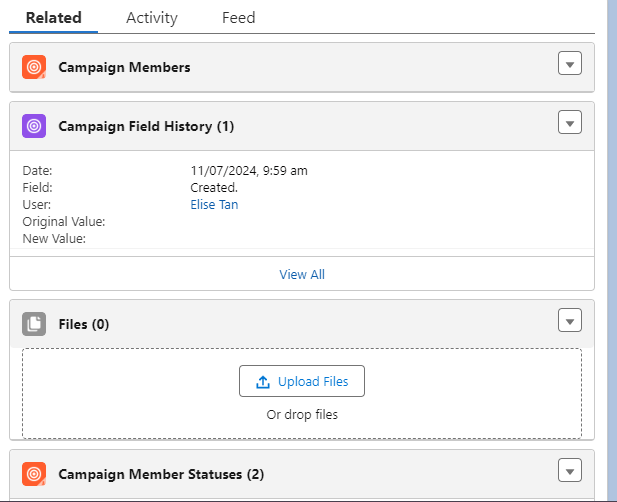 Related Activity Feed
Campaign Members
Campaign Field History (1)
Date: 11/07/2024, 9:59 am
Field: Created.
User: Elise Tan
Original Value:
New Value:
View All
Files (0)
Upload Files
Or drop files
Campaign Member Statuses (2)